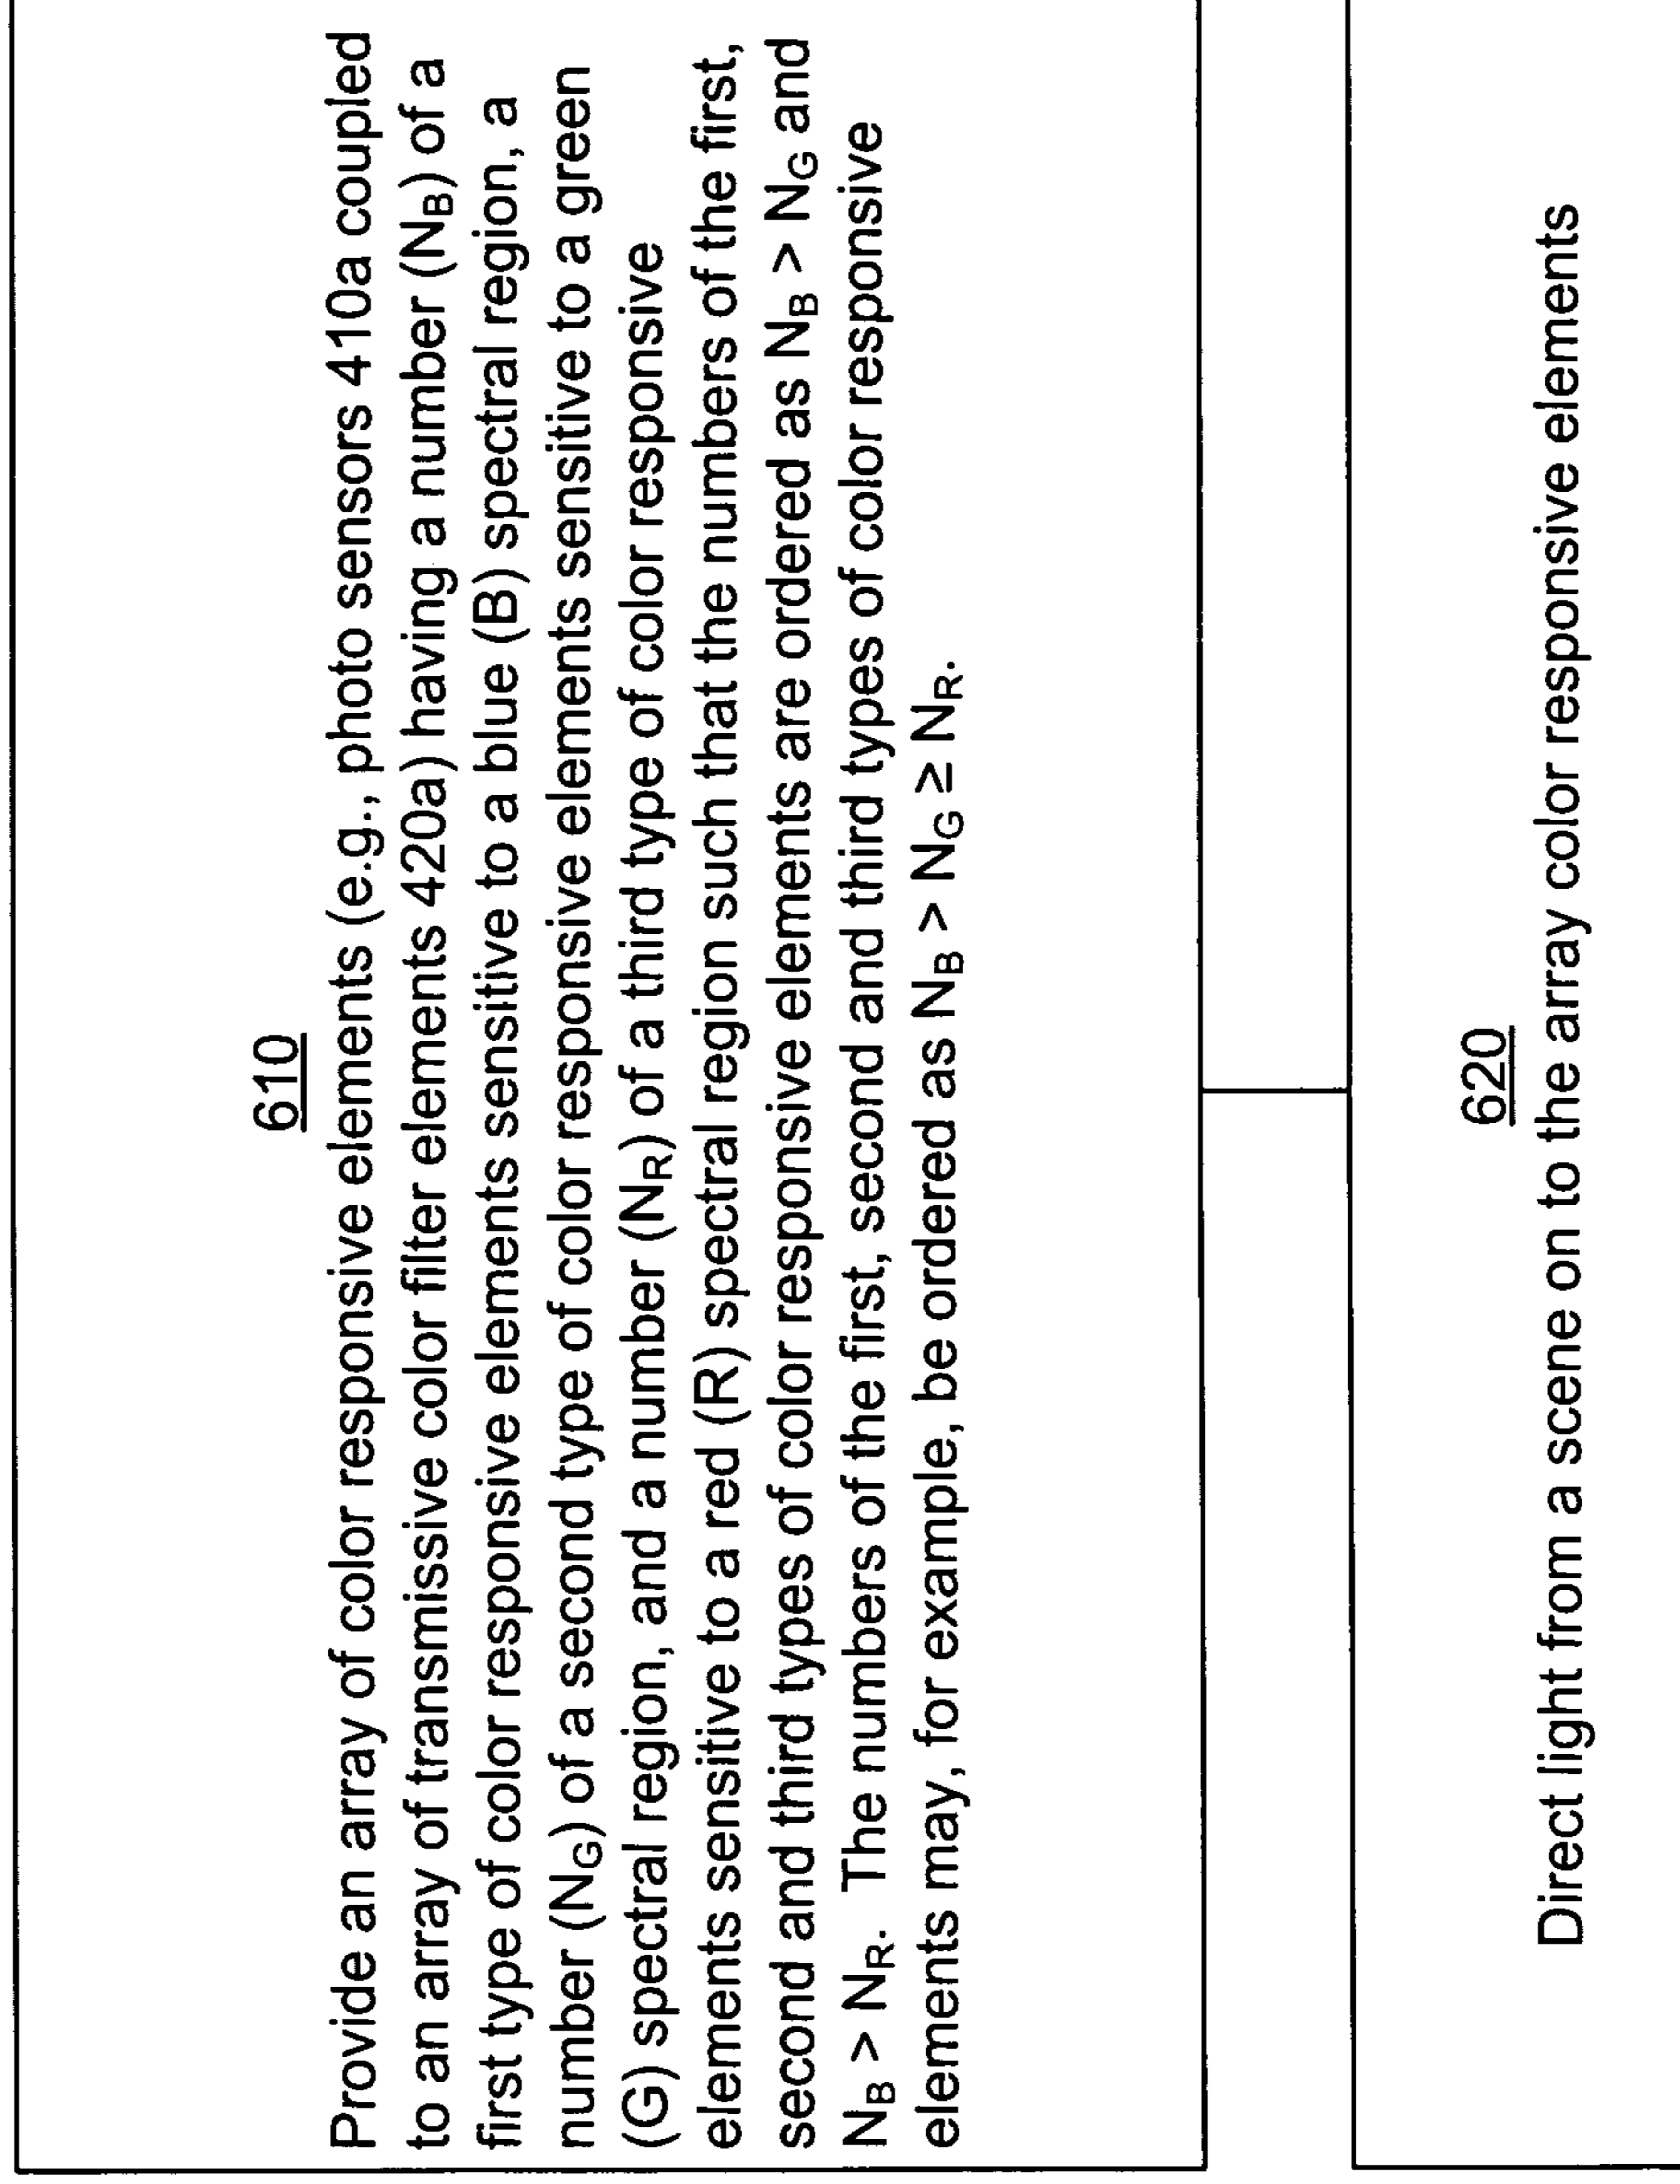 610
Provide an array of color responsive elements (e.g., photo sensors 410a coupled
to an array of transmissive color filter elements 420a) having a number (NB) of a
first type of color responsive elements sensitive to a blue (B) spectral region, a
number (NG) of a second type of color responsive elements sensitive to a green
(G) spectral region, and a number (NR) of a third type of color responsive
elements sensitive to a red (R) spectral region such that the numbers of the first,
second and third types of color responsive elements are ordered as NB > NG and
NB > NR. The numbers of the first, second and third types of color responsive
elements may, for example, be ordered as NB > NG ≥ NR.
620
Direct light from a scene on to the array color responsive elements